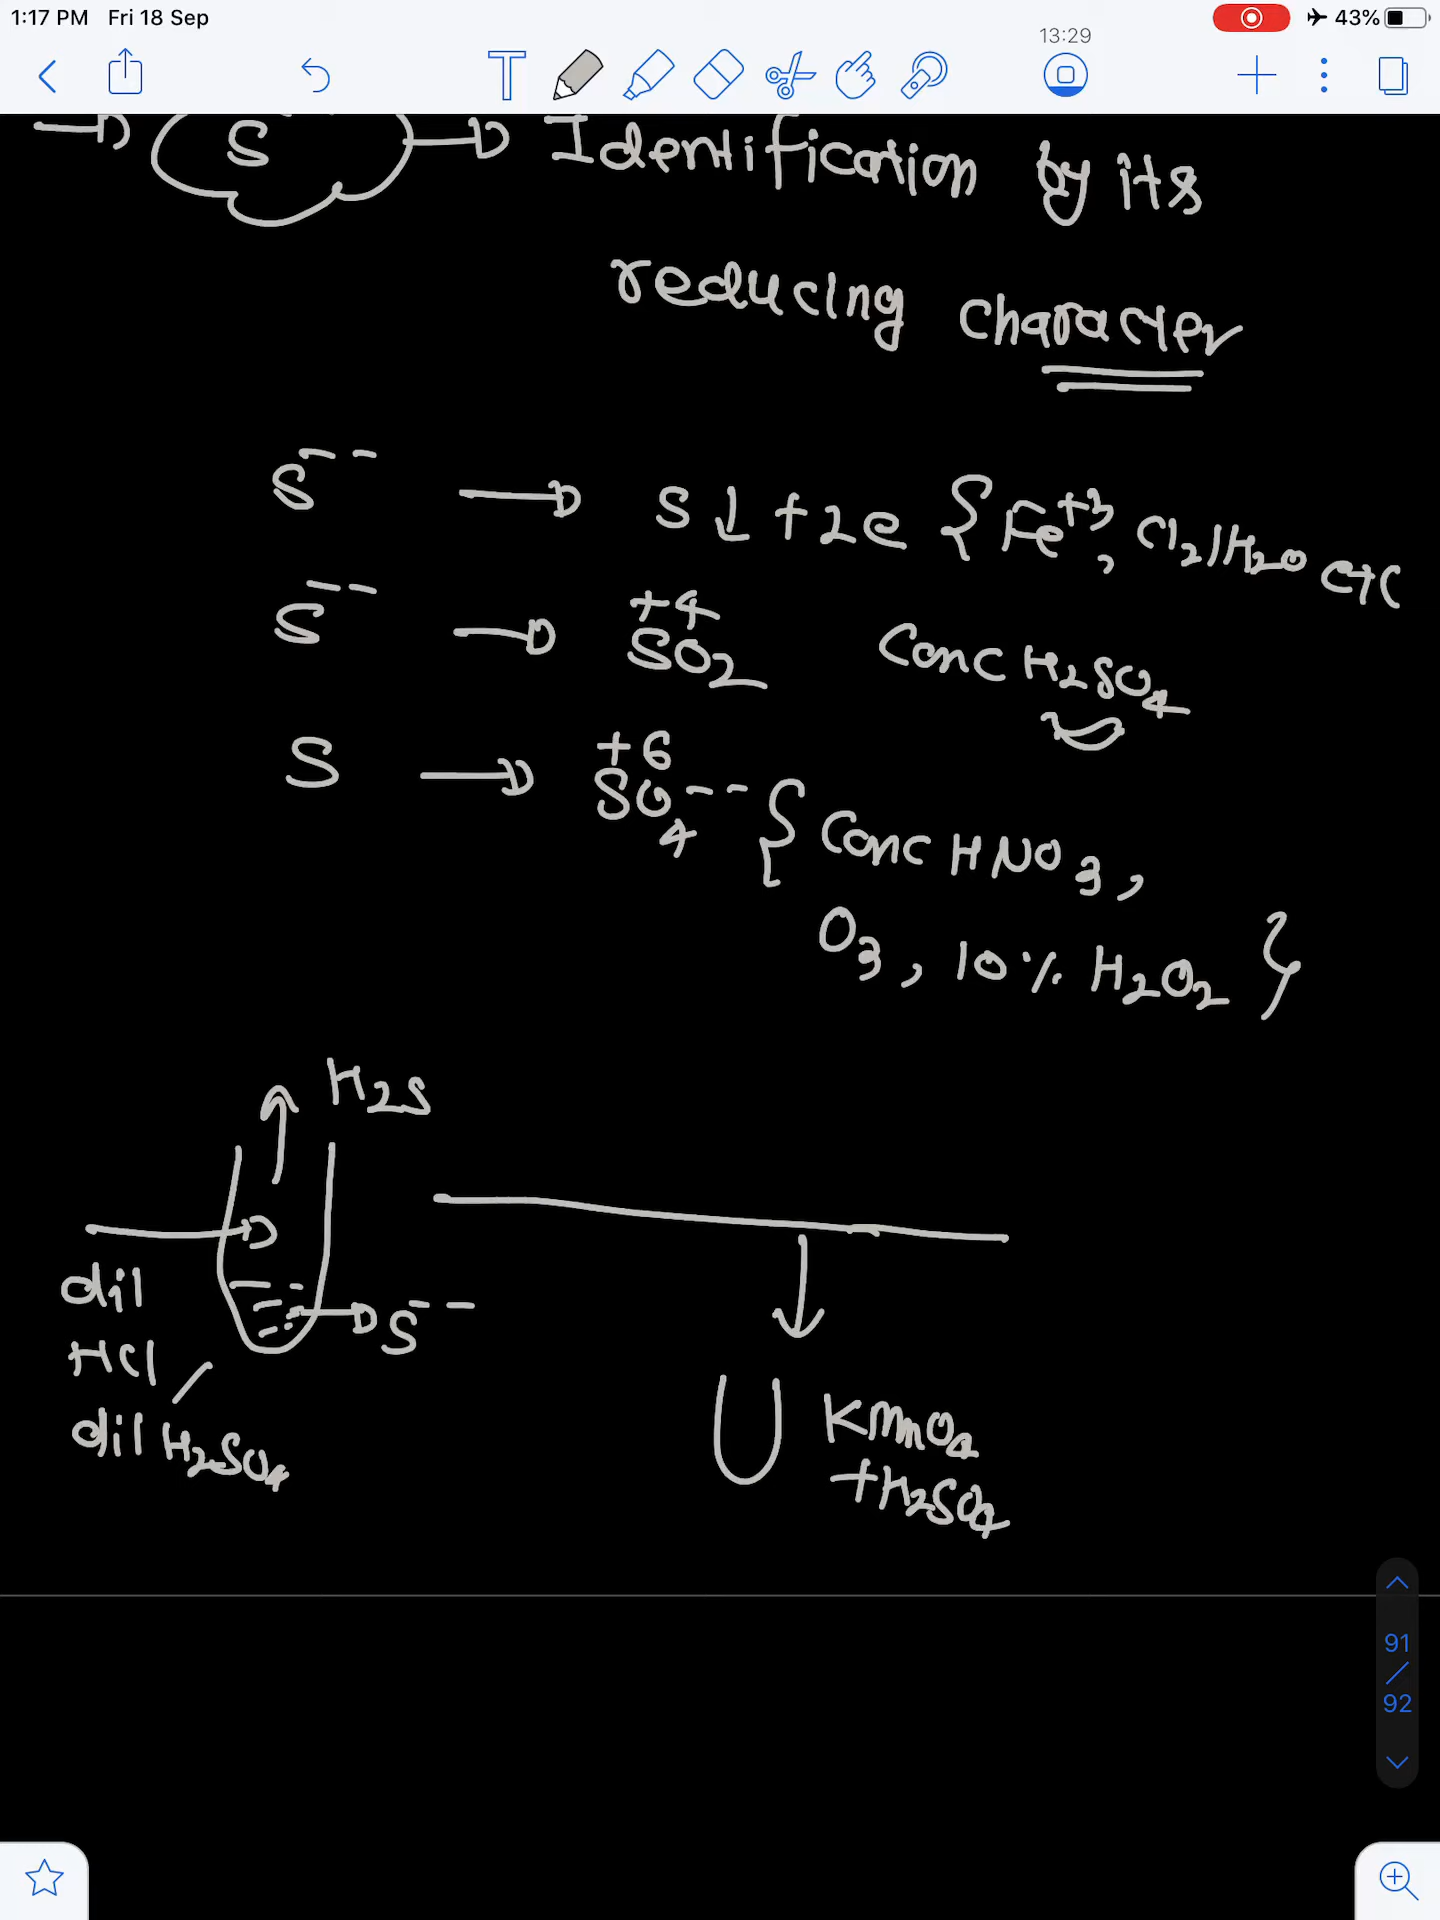 1:17 PM Fri 18 Sep
43%
13:29
T
S Identification by its
reducing character
S-- → S↓ + 2e { Fe+3, Cl2/H2O etc
S-- → +4 SO2 Conc H2SO4
S → +6 SO4-- { Conc HNO3,
O3, 10% H2O2 }
H2S
dil
HCl /
dil H2SO4
S--
KMnO4
+H2SO4
91
/
92